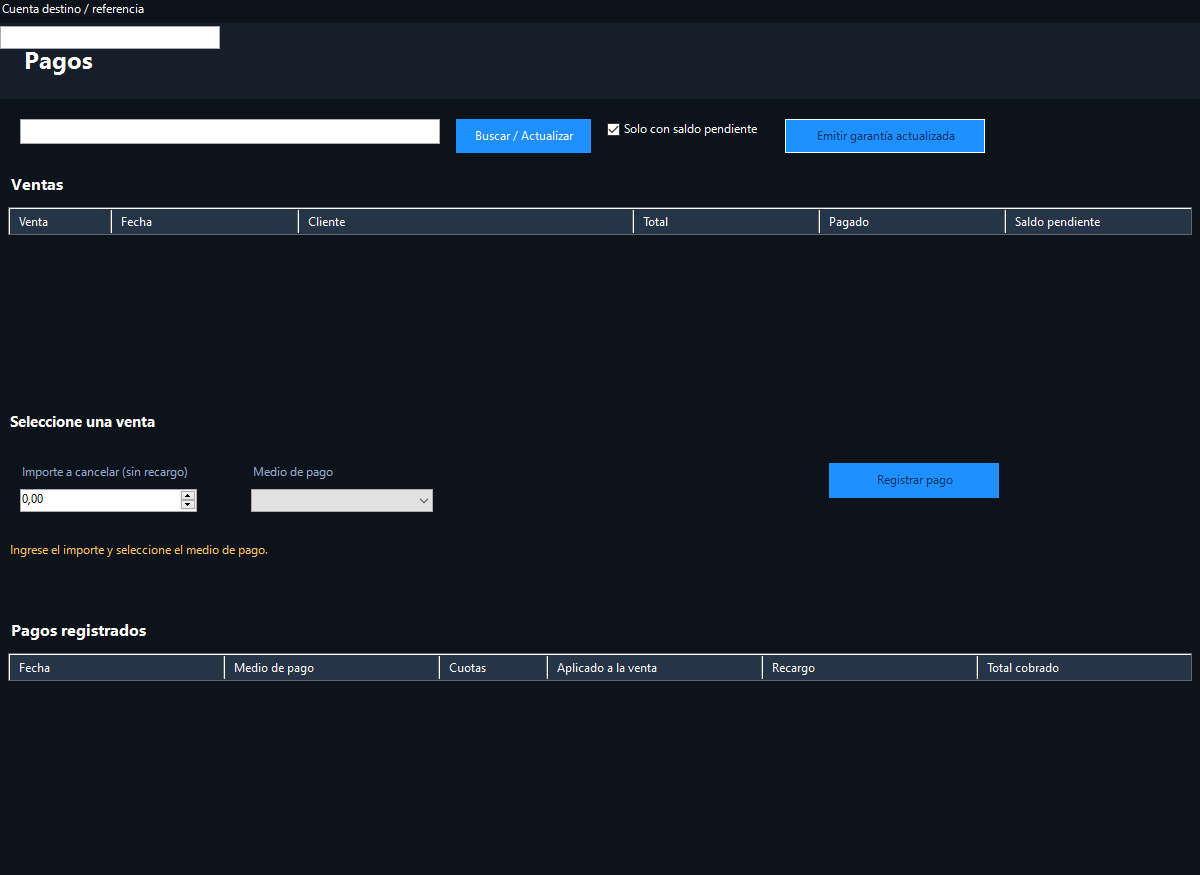 Cuenta destino / referencia
Pagos
Buscar / Actualizar
Solo con saldo pendiente
Emitir garantía actualizada
Ventas
Venta Fecha Cliente Total Pagado Saldo pendiente
Seleccione una venta
Importe a cancelar (sin recargo) Medio de pago
Registrar pago
0,00
Ingrese el importe y seleccione el medio de pago.
Pagos registrados
Fecha Medio de pago Cuotas Aplicado a la venta Recargo Total cobrado